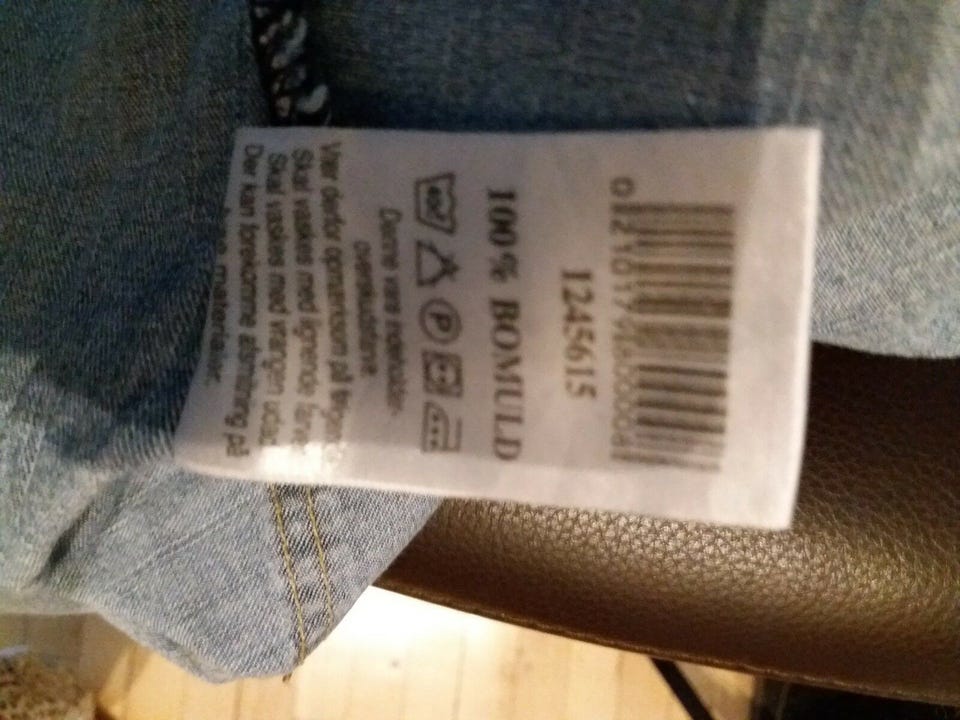 1245615
100% BOMULD
40 P
Denne vare indeholder
overskudsfarve.
Vær derfor opmærksom på
Skal vaskes med lignende farver
Skal vaskes med vrangen udad
Der kan forekomme afsmitning på
materialer.